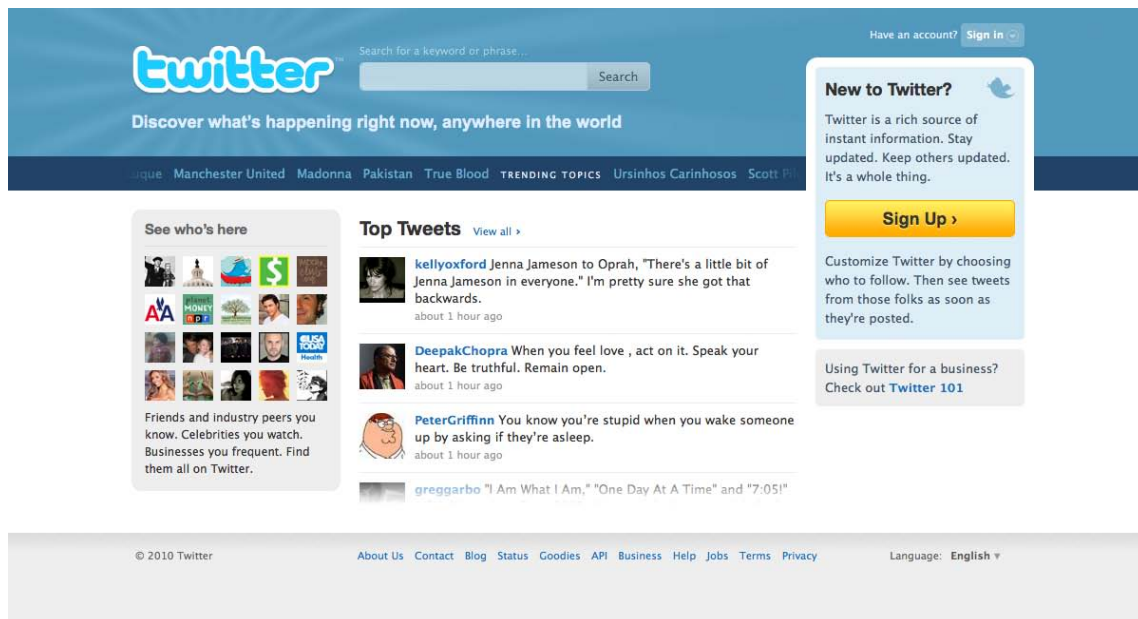 Have an account? Sign in
twitter™
Search for a keyword or phrase...
Search
Discover what's happening right now, anywhere in the world
Manchester United Madonna Pakistan True Blood TRENDING TOPICS Ursinhos Carinhosos Scott
New to Twitter?
Twitter is a rich source of
instant information. Stay
updated. Keep others updated.
It's a whole thing.
Sign Up ›
Customize Twitter by choosing
who to follow. Then see tweets
from those folks as soon as
they're posted.
Using Twitter for a business?
Check out Twitter 101
See who's here
AA
planet
MONEY
npr
USA
TODAY
Health
Friends and industry peers you
know. Celebrities you watch.
Businesses you frequent. Find
them all on Twitter.
Top Tweets View all ›
kellyoxford Jenna Jameson to Oprah, "There's a little bit of
Jenna Jameson in everyone." I'm pretty sure she got that
backwards.
about 1 hour ago
DeepakChopra When you feel love , act on it. Speak your
heart. Be truthful. Remain open.
about 1 hour ago
PeterGriffinn You know you're stupid when you wake someone
up by asking if they're asleep.
about 1 hour ago
greggarbo "I Am What I Am," "One Day At A Time" and "7:05!"
© 2010 Twitter
About Us Contact Blog Status Goodies API Business Help Jobs Terms Privacy
Language: English ▾